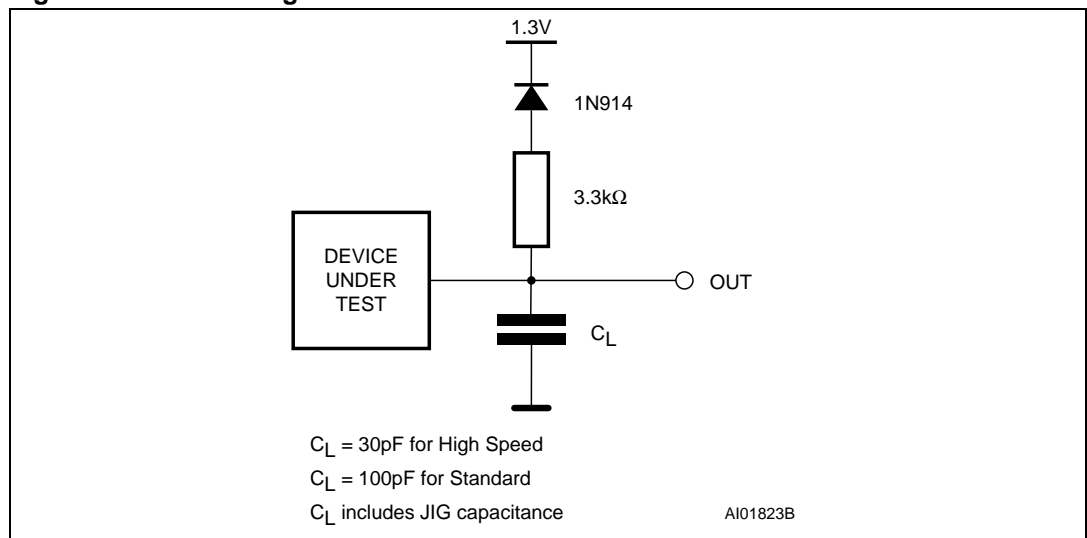 1.3V
1N914
3.3kΩ
DEVICE
UNDER
TEST
OUT
CL
CL = 30pF for High Speed
CL = 100pF for Standard
CL includes JIG capacitance
AI01823B